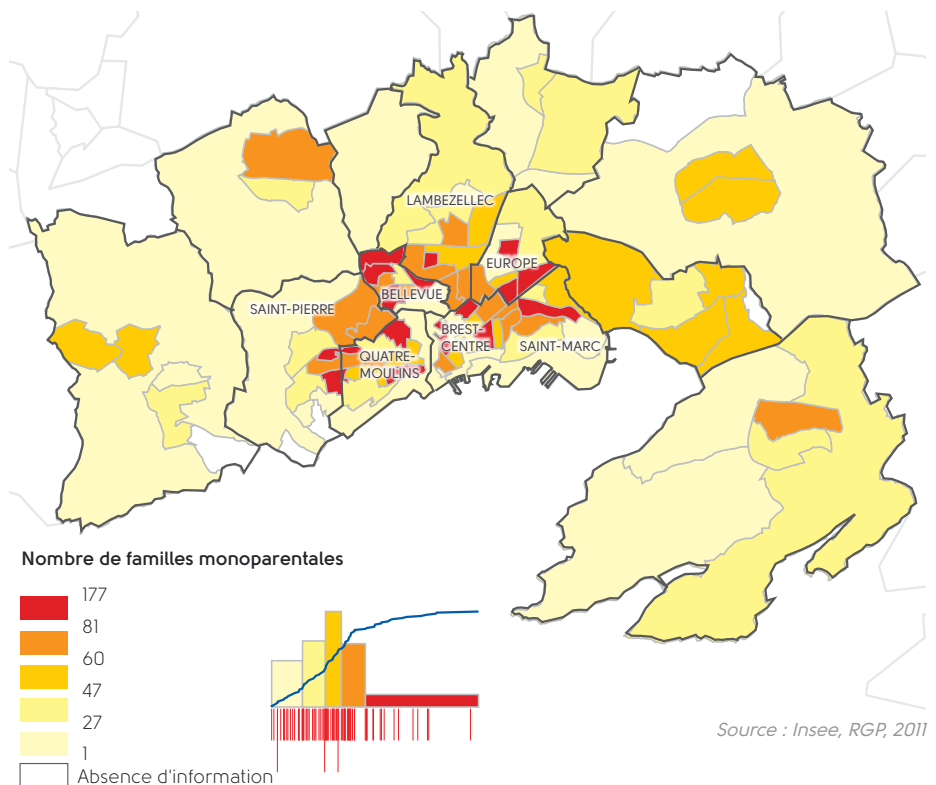 LAMBEZELLEC
EUROPE
BELLEVUE
SAINT-PIERRE
BREST-
CENTRE
SAINT-MARC
QUATRE-
MOULINS
Nombre de familles monoparentales
177
81
60
47
27
1
Absence d'information
Source : Insee, RGP, 2011